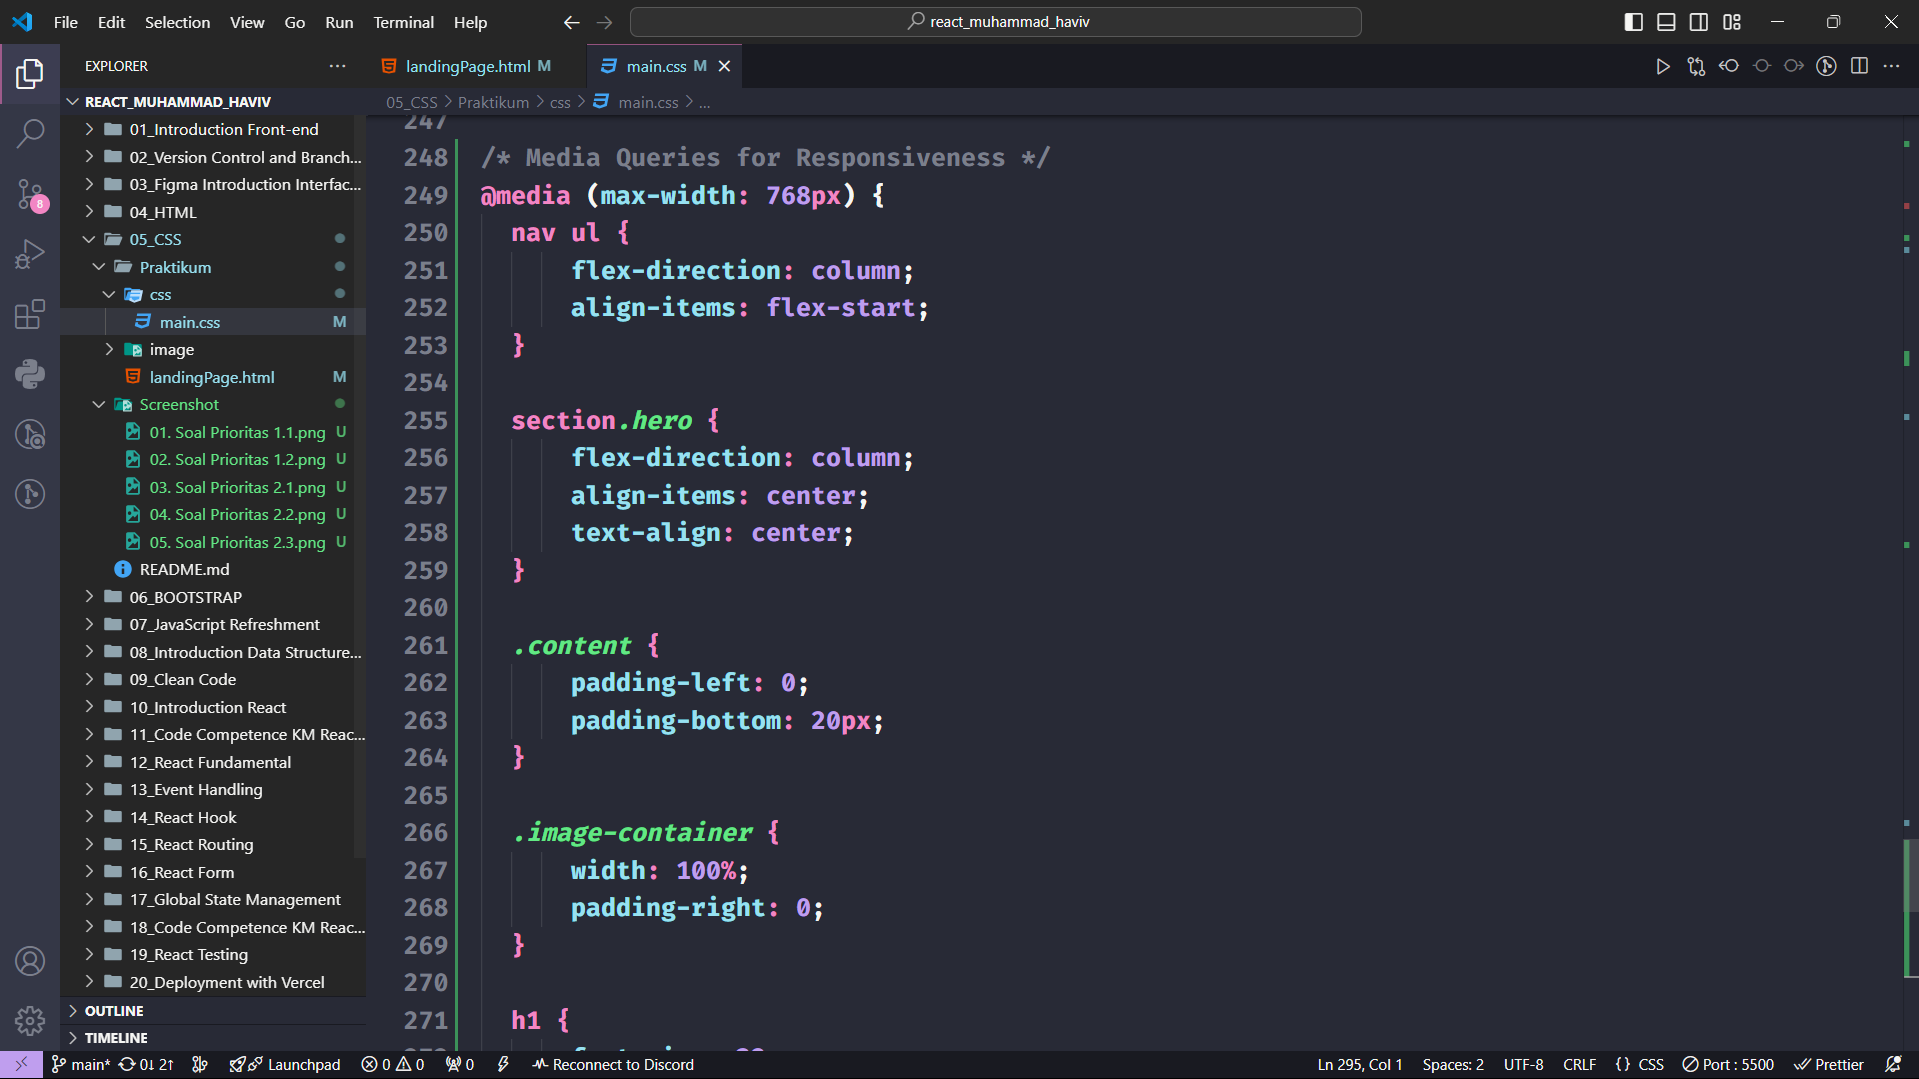 File Edit Selection View Go Run Terminal Help
react_muhammad_haviv
EXPLORER
landingPage.html M
main.css M
REACT_MUHAMMAD_HAVIV
05_CSS > Praktikum > css > main.css > ...
01_Introduction Front-end
02_Version Control and Branch...
03_Figma Introduction Interfac...
04_HTML
05_CSS
Praktikum
css
main.css M
image
landingPage.html M
Screenshot
01. Soal Prioritas 1.1.png U
02. Soal Prioritas 1.2.png U
03. Soal Prioritas 2.1.png U
04. Soal Prioritas 2.2.png U
05. Soal Prioritas 2.3.png U
README.md
06_BOOTSTRAP
07_JavaScript Refreshment
08_Introduction Data Structure...
09_Clean Code
10_Introduction React
11_Code Competence KM Reac...
12_React Fundamental
13_Event Handling
14_React Hook
15_React Routing
16_React Form
17_Global State Management
18_Code Competence KM Reac...
19_React Testing
20_Deployment with Vercel
OUTLINE
TIMELINE
8
247
248 /* Media Queries for Responsiveness */
249 @media (max-width: 768px) {
250 nav ul {
251 flex-direction: column;
252 align-items: flex-start;
253 }
254
255 section.hero {
256 flex-direction: column;
257 align-items: center;
258 text-align: center;
259 }
260
261 .content {
262 padding-left: 0;
263 padding-bottom: 20px;
264 }
265
266 .image-container {
267 width: 100%;
268 padding-right: 0;
269 }
270
271 h1 {
main* 0↓ 2↑ Launchpad 0 0 0 Reconnect to Discord
Ln 295, Col 1 Spaces: 2 UTF-8 CRLF {} CSS Port : 5500 Prettier